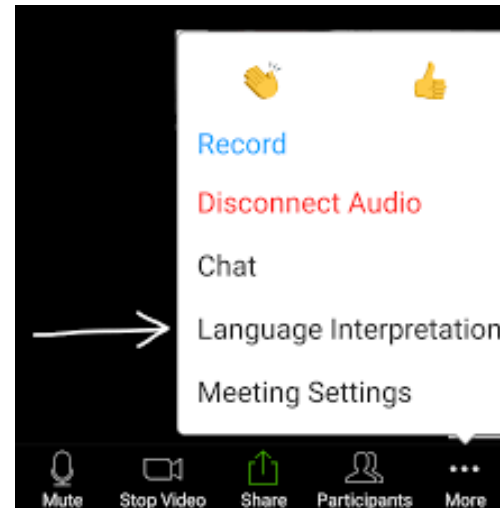 Record
Disconnect Audio
Chat
Language Interpretation
Meeting Settings
Mute Stop Video Share Participants More